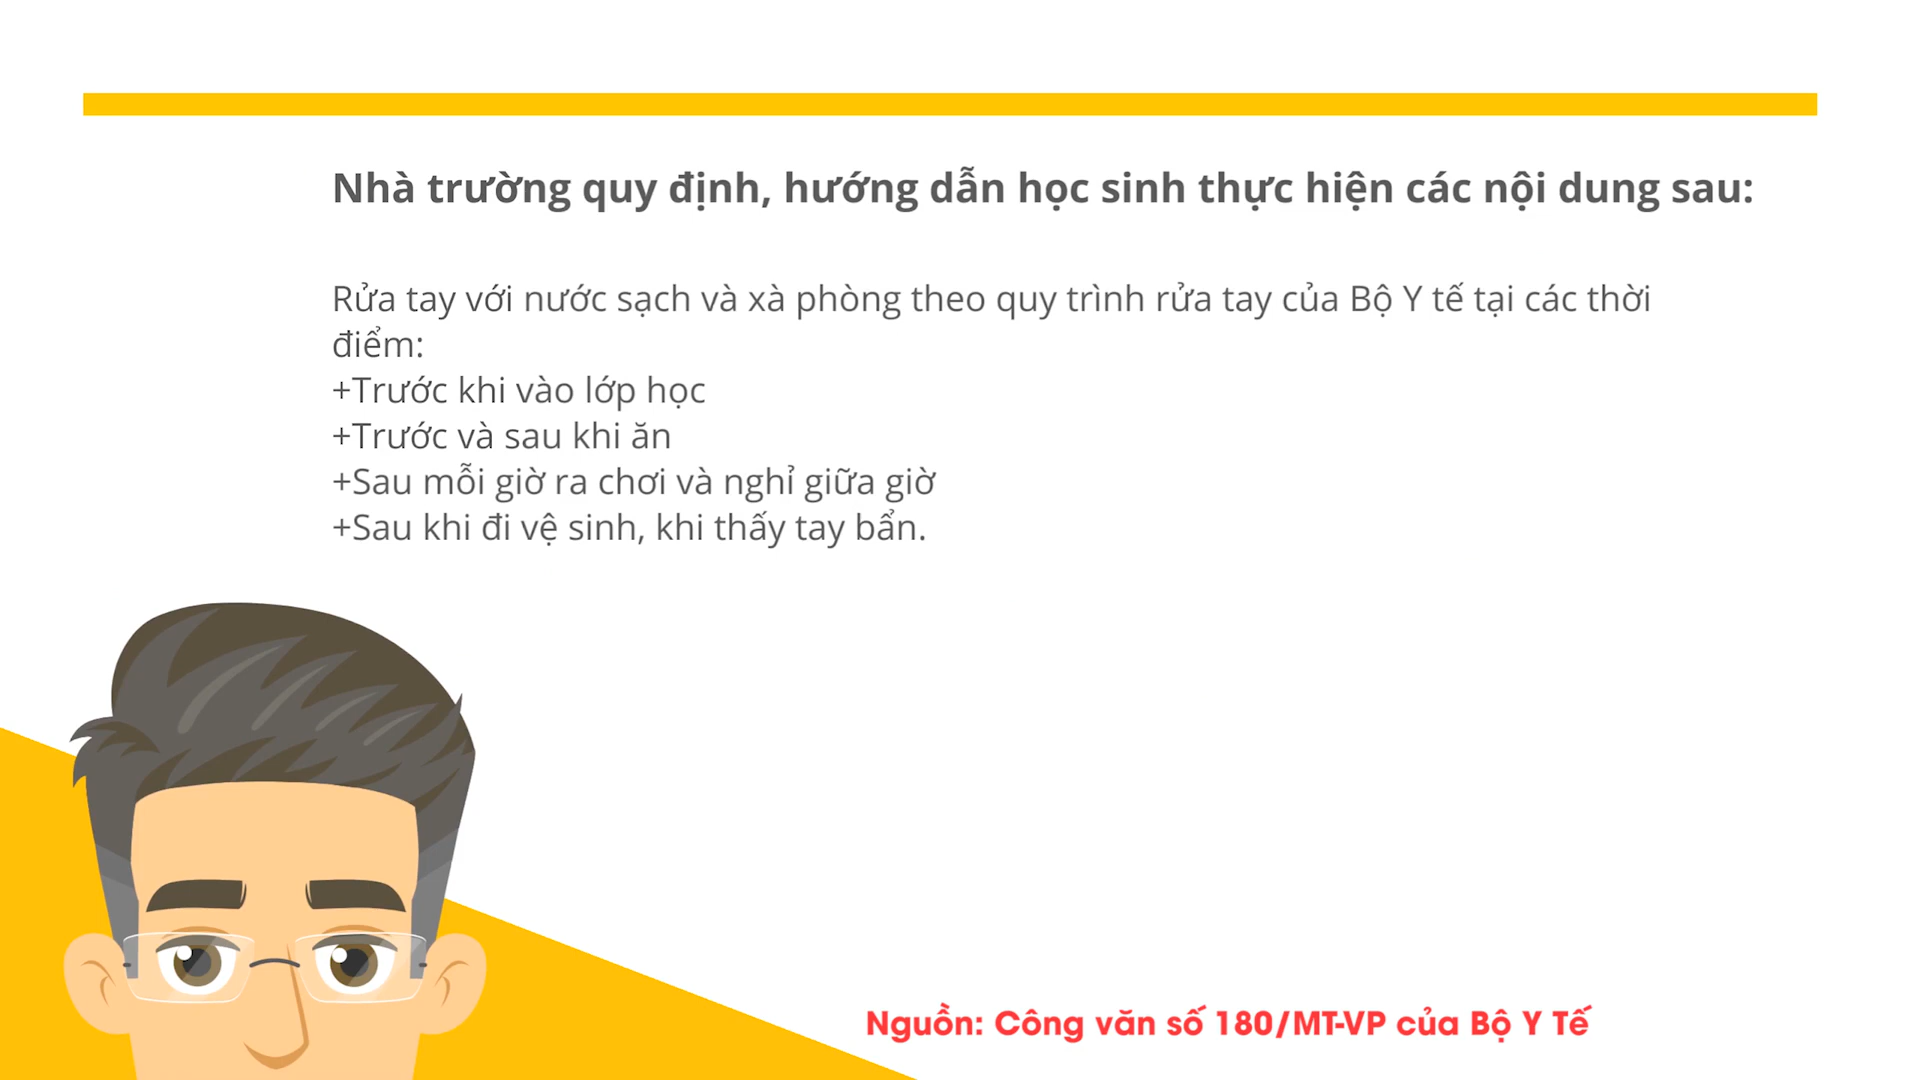 Nhà trường quy định, hướng dẫn học sinh thực hiện các nội dung sau:
Rửa tay với nước sạch và xà phòng theo quy trình rửa tay của Bộ Y tế tại các thời
điểm:
+Trước khi vào lớp học
+Trước và sau khi ăn
+Sau mỗi giờ ra chơi và nghỉ giữa giờ
+Sau khi đi vệ sinh, khi thấy tay bẩn.
Nguồn: Công văn số 180/MT-VP của Bộ Y Tế